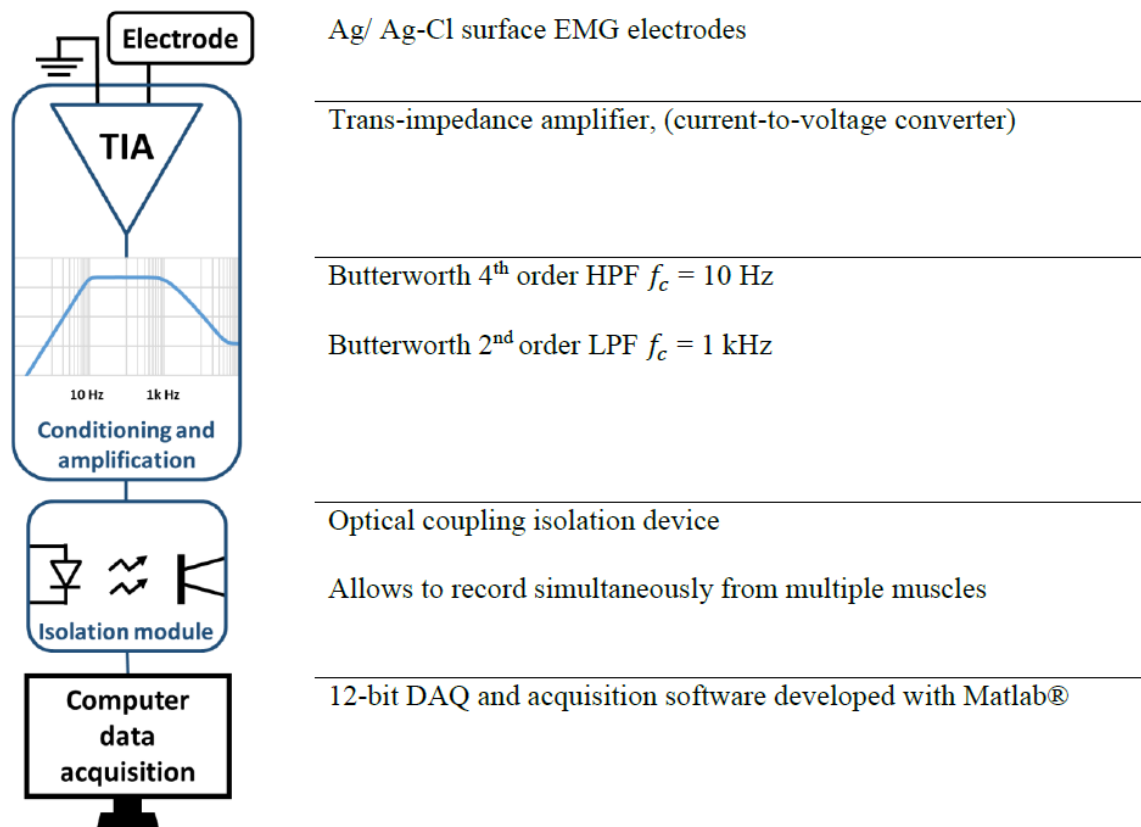 Electrode
Ag/ Ag-Cl surface EMG electrodes
TIA
Trans-impedance amplifier, (current-to-voltage converter)
Butterworth 4th order HPF f_c = 10 Hz
Butterworth 2nd order LPF f_c = 1 kHz
10 Hz 1k Hz
Conditioning and
amplification
Optical coupling isolation device
Allows to record simultaneously from multiple muscles
Isolation module
Computer
data
acquisition
12-bit DAQ and acquisition software developed with Matlab®